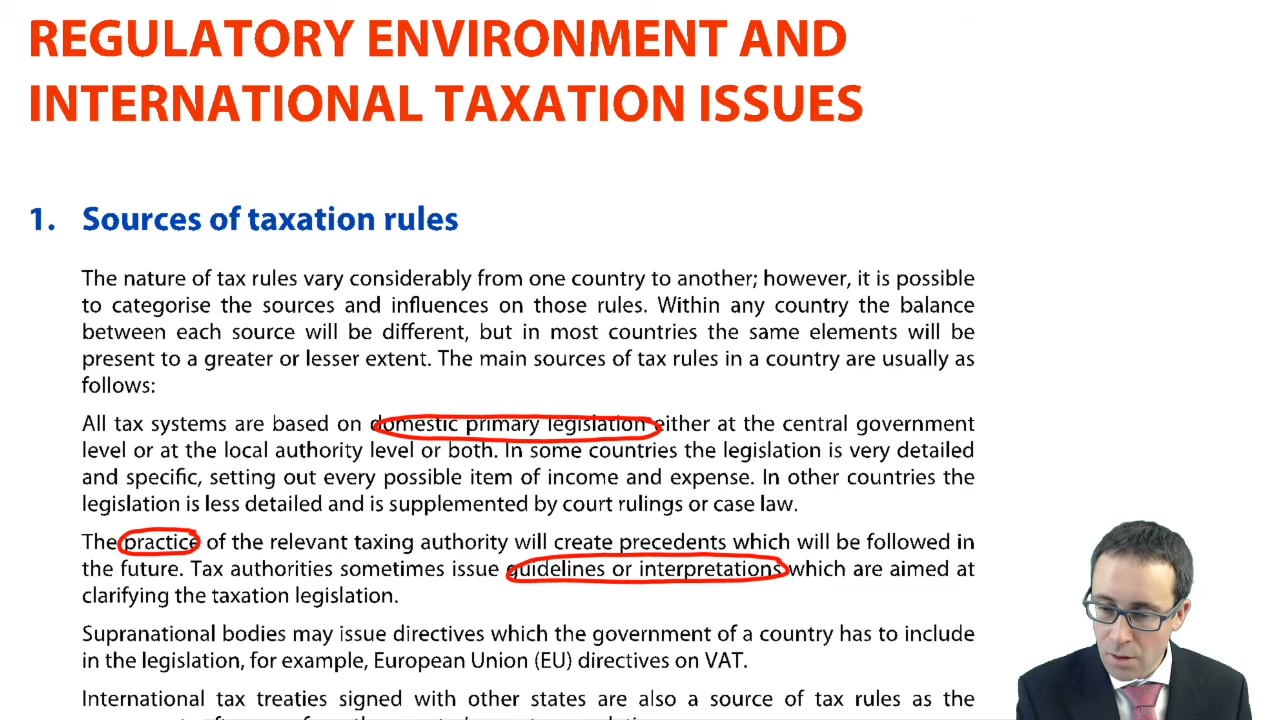 REGULATORY ENVIRONMENT AND
INTERNATIONAL TAXATION ISSUES
1. Sources of taxation rules
The nature of tax rules vary considerably from one country to another; however, it is possible
to categorise the sources and influences on those rules. Within any country the balance
between each source will be different, but in most countries the same elements will be
present to a greater or lesser extent. The main sources of tax rules in a country are usually as
follows:
All tax systems are based on domestic primary legislation either at the central government
level or at the local authority level or both. In some countries the legislation is very detailed
and specific, setting out every possible item of income and expense. In other countries the
legislation is less detailed and is supplemented by court rulings or case law.
The practice of the relevant taxing authority will create precedents which will be followed in
the future. Tax authorities sometimes issue guidelines or interpretations which are aimed at
clarifying the taxation legislation.
Supranational bodies may issue directives which the government of a country has to include
in the legislation, for example, European Union (EU) directives on VAT.
International tax treaties signed with other states are also a source of tax rules as the